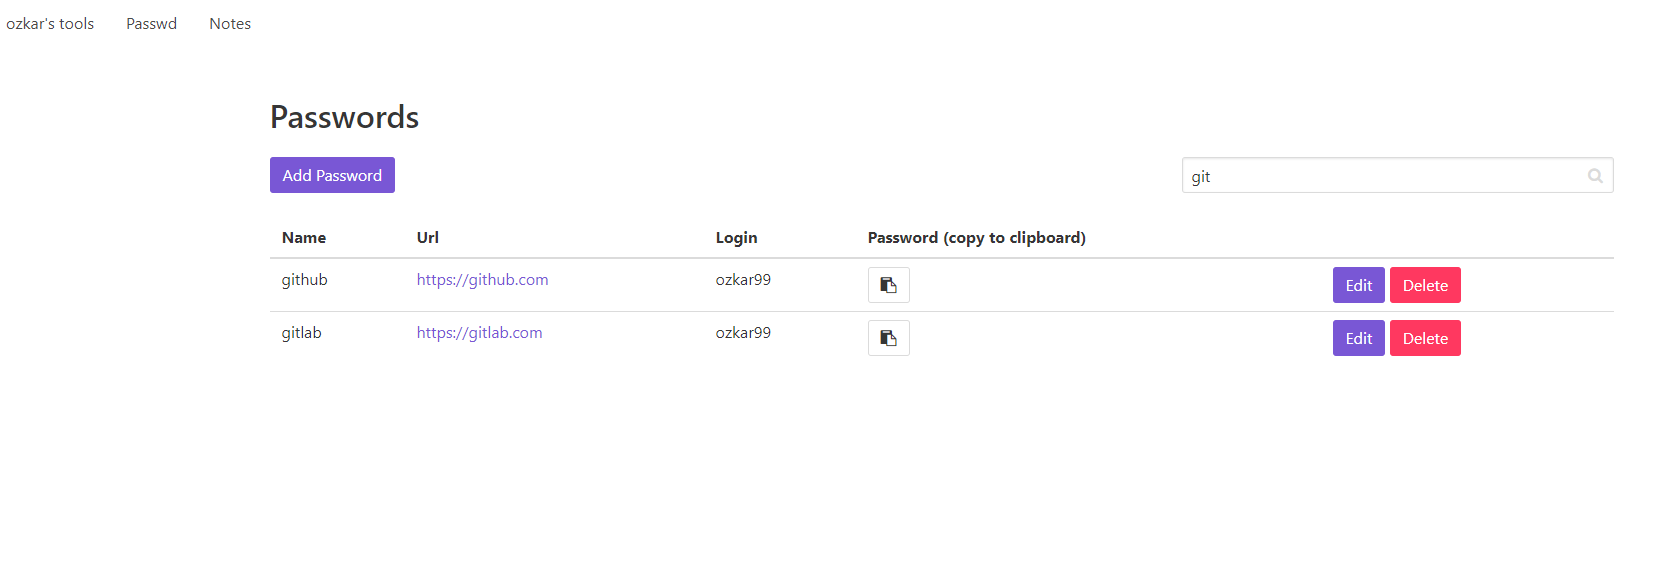 ozkar's tools Passwd Notes
Passwords
Add Password git
Name Url Login Password (copy to clipboard)
github https://github.com ozkar99 Edit Delete
gitlab https://gitlab.com ozkar99 Edit Delete